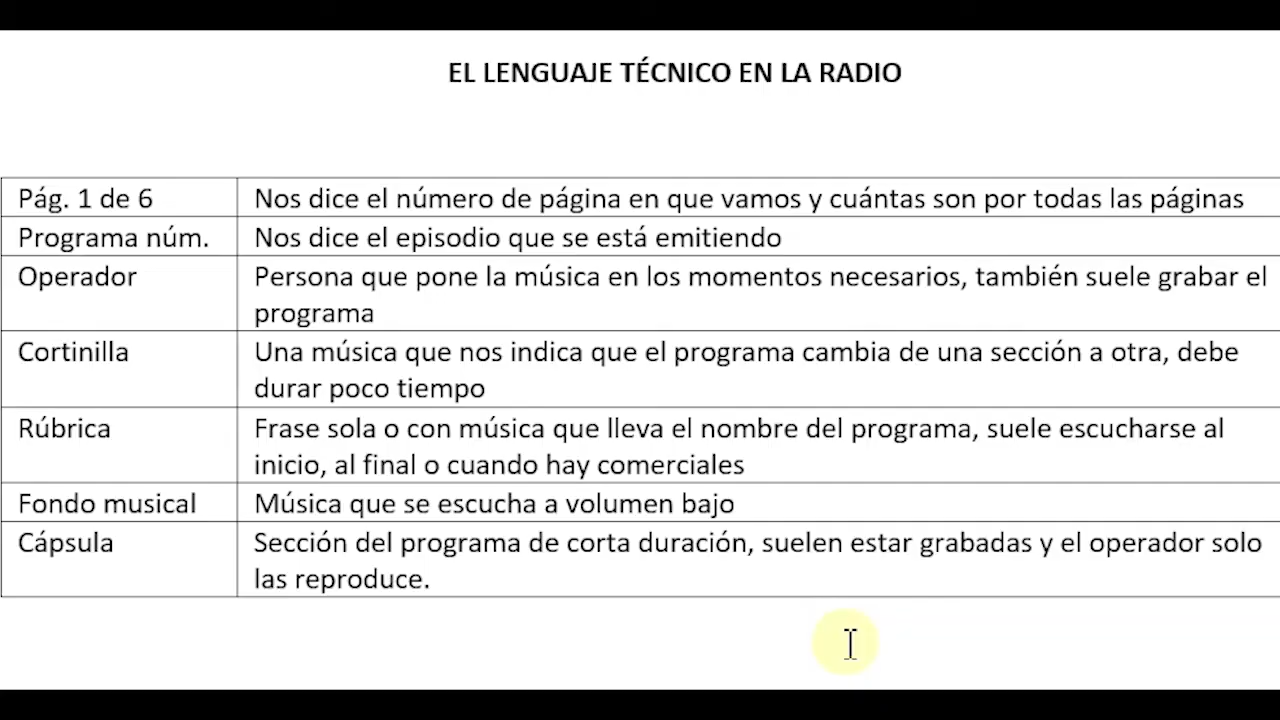 EL LENGUAJE TÉCNICO EN LA RADIO
Pág. 1 de 6
Nos dice el número de página en que vamos y cuántas son por todas las páginas
Programa núm.
Nos dice el episodio que se está emitiendo
Operador
Persona que pone la música en los momentos necesarios, también suele grabar el
programa
Cortinilla
Una música que nos indica que el programa cambia de una sección a otra, debe
durar poco tiempo
Rúbrica
Frase sola o con música que lleva el nombre del programa, suele escucharse al
inicio, al final o cuando hay comerciales
Fondo musical
Música que se escucha a volumen bajo
Cápsula
Sección del programa de corta duración, suelen estar grabadas y el operador solo
las reproduce.